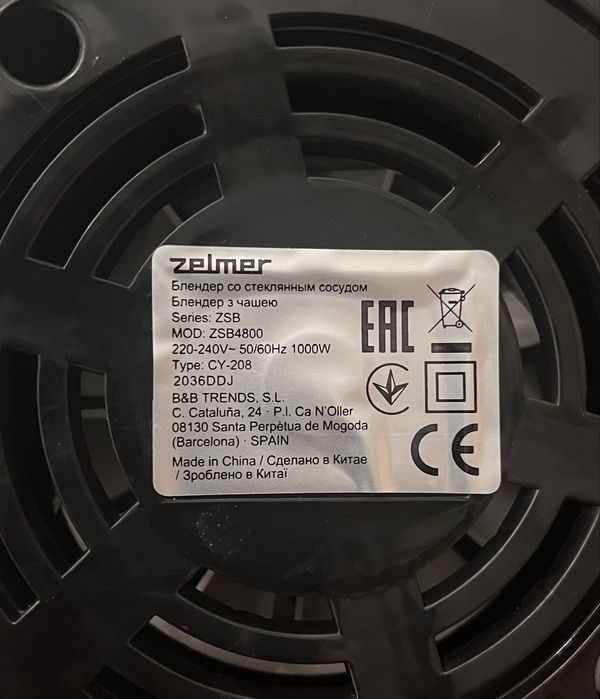 zelmer
Блендер со стеклянным сосудом
Блендер з чашею
Series: ZSB
MOD: ZSB4800
220-240V~ 50/60Hz 1000W
Type: CY-208
2036DDJ
B&B TRENDS, S.L.
C. Cataluña, 24 · P.I. Ca N'Oller
08130 Santa Perpètua de Mogoda
(Barcelona) · SPAIN
Made in China / Сделано в Китае
/ Зроблено в Китаї
EAC
CE